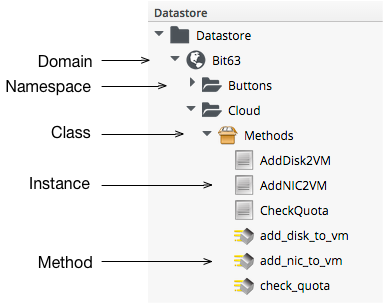 Datastore
Datastore
Domain Bit63
Namespace Buttons
Cloud
Class Methods
AddDisk2VM
Instance AddNIC2VM
CheckQuota
add_disk_to_vm
Method add_nic_to_vm
check_quota